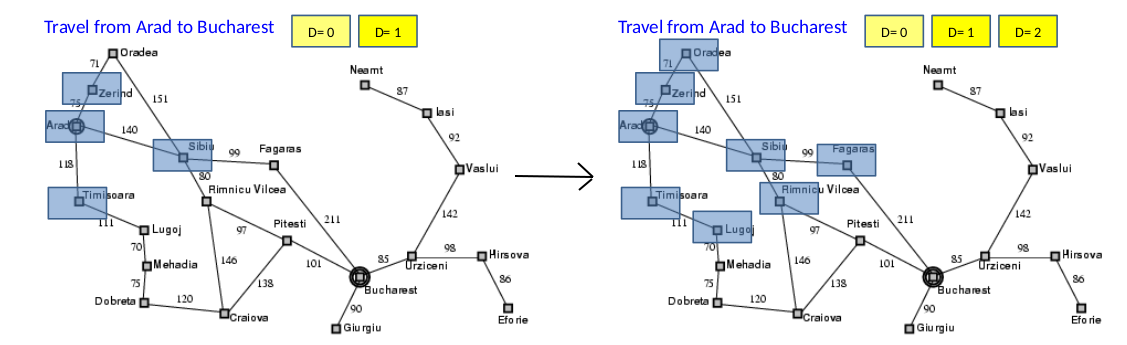 Travel from Arad to Bucharest
D= 0
D= 1
Oradea
71
Neamt
Zerind
87
75
151
Iasi
Arad
140
92
Sibiu
Fagaras
118
99
Vaslui
80
Timisoara
Rimnicu Vilcea
111
211
142
Lugoj
97
Pitesti
70
98
Hirsova
146
85
Mehadia
101
Urziceni
75
138
86
Bucharest
Dobreta
120
90
Craiova
Giurgiu
Eforie
Travel from Arad to Bucharest
D= 0
D= 1
D= 2
Oradea
71
Neamt
Zerind
87
75
151
Iasi
Arad
140
92
Sibiu
Fagaras
118
99
Vaslui
80
Timisoara
Rimnicu Vilcea
111
211
142
Lugoj
97
Pitesti
70
98
Hirsova
146
85
Mehadia
101
Urziceni
75
138
86
Bucharest
Dobreta
120
90
Craiova
Giurgiu
Eforie